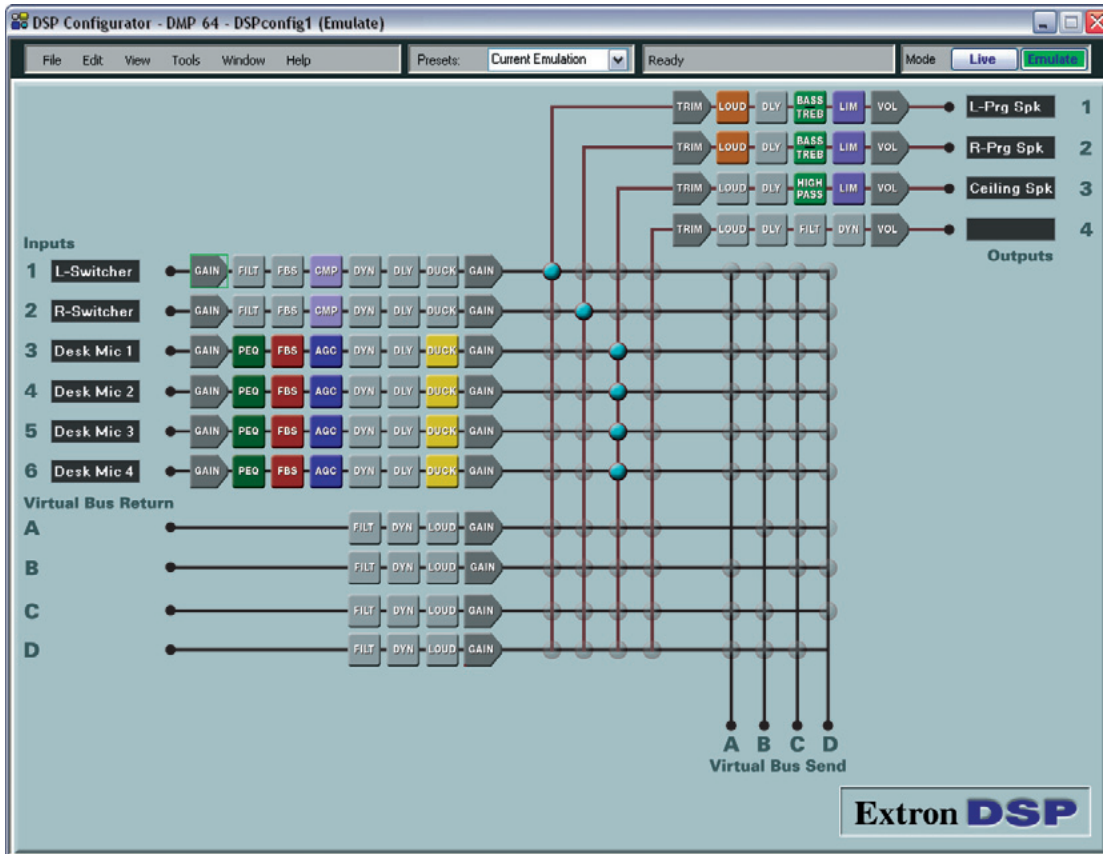 DSP Configurator - DMP 64 - DSPconfig1 (Emulate)
File Edit View Tools Window Help Presets: Current Emulation Ready Mode Live Emulate
TRIM LOUD DLY BASS TREB LIM VOL L-Prg Spk 1
TRIM LOUD DLY BASS TREB LIM VOL R-Prg Spk 2
TRIM LOUD DLY HIGH PASS LIM VOL Ceiling Spk 3
TRIM LOUD DLY FILT DYN VOL 4
Outputs
Inputs
1 L-Switcher GAIN FILT FBS CMP DYN DLY DUCK GAIN
2 R-Switcher GAIN FILT FBS CMP DYN DLY DUCK GAIN
3 Desk Mic 1 GAIN PEQ FBS AGC DYN DLY DUCK GAIN
4 Desk Mic 2 GAIN PEQ FBS AGC DYN DLY DUCK GAIN
5 Desk Mic 3 GAIN PEQ FBS AGC DYN DLY DUCK GAIN
6 Desk Mic 4 GAIN PEQ FBS AGC DYN DLY DUCK GAIN
Virtual Bus Return
A FILT DYN LOUD GAIN
B FILT DYN LOUD GAIN
C FILT DYN LOUD GAIN
D FILT DYN LOUD GAIN
A B C D
Virtual Bus Send
Extron DSP